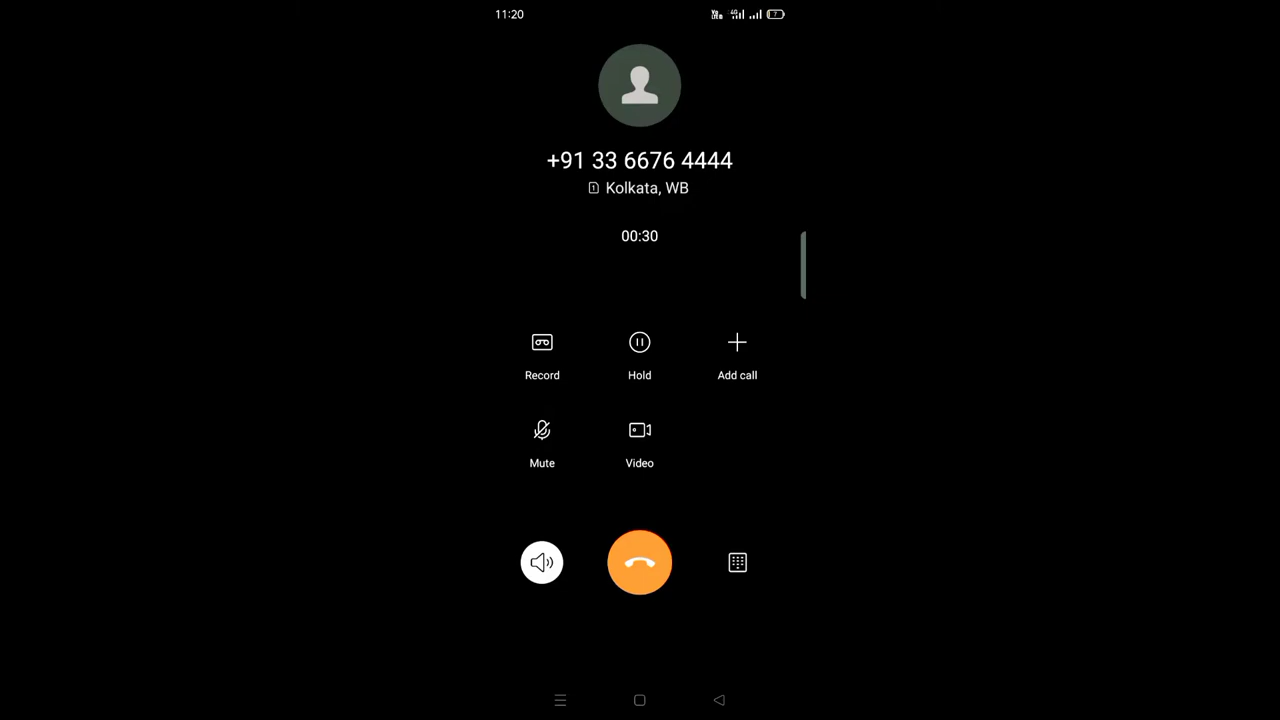 11:20
+91 33 6676 4444
Kolkata, WB
00:30
Record Hold Add call
Mute Video